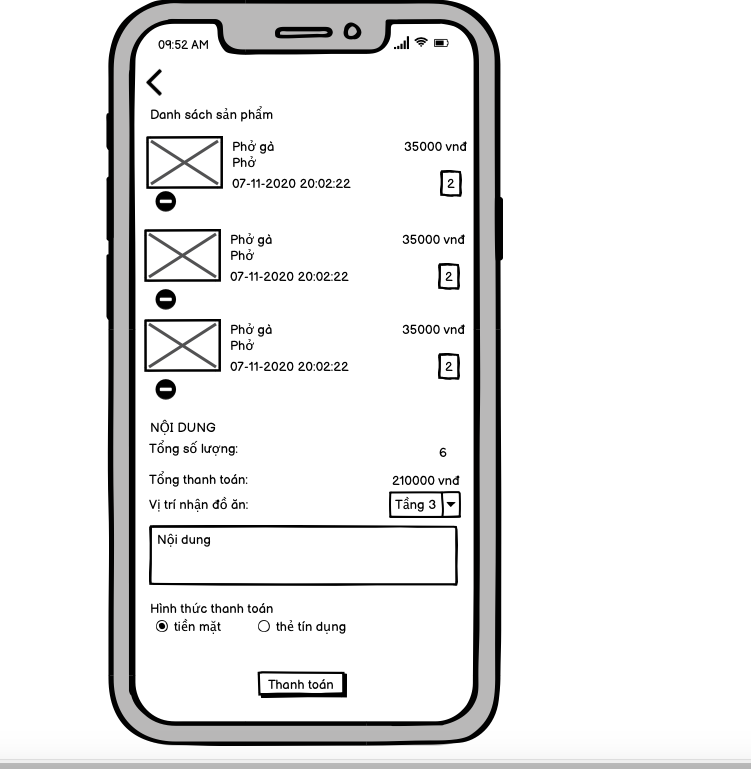 09:52 AM
Danh sách sản phẩm
Phở gà 35000 vnđ
Phở
07-11-2020 20:02:22 2
Phở gà 35000 vnđ
Phở
07-11-2020 20:02:22 2
Phở gà 35000 vnđ
Phở
07-11-2020 20:02:22 2
NỘI DUNG
Tổng số lượng: 6
Tổng thanh toán: 210000 vnđ
Vị trí nhận đồ ăn: Tầng 3
Nội dung
Hình thức thanh toán
tiền mặt thẻ tín dụng
Thanh toán